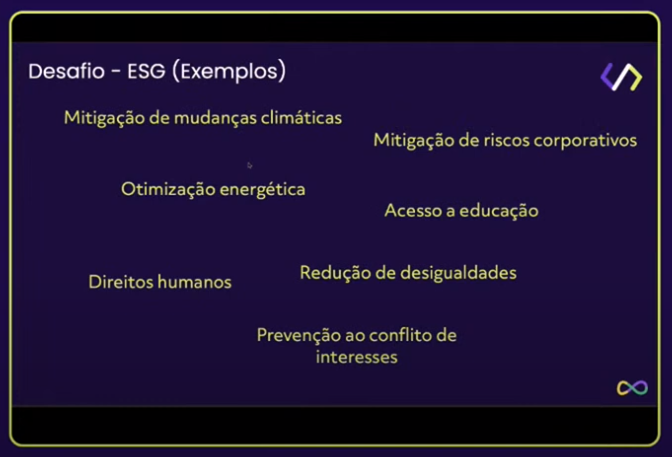 Desafio - ESG (Exemplos)
Mitigação de mudanças climáticas
Mitigação de riscos corporativos
Otimização energética
Acesso a educação
Redução de desigualdades
Direitos humanos
Prevenção ao conflito de
interesses